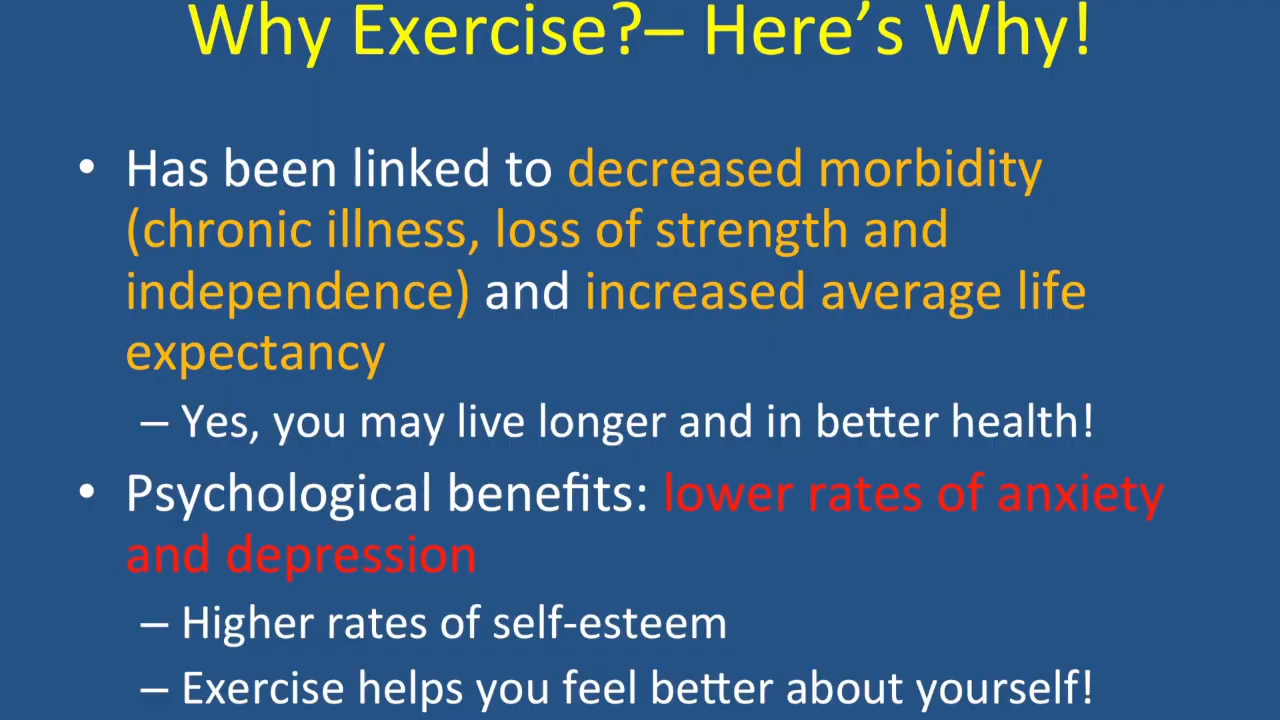 Why Exercise?– Here’s Why!
• Has been linked to decreased morbidity
(chronic illness, loss of strength and
independence) and increased average life
expectancy
– Yes, you may live longer and in better health!
• Psychological benefits: lower rates of anxiety
and depression
– Higher rates of self-esteem
– Exercise helps you feel better about yourself!